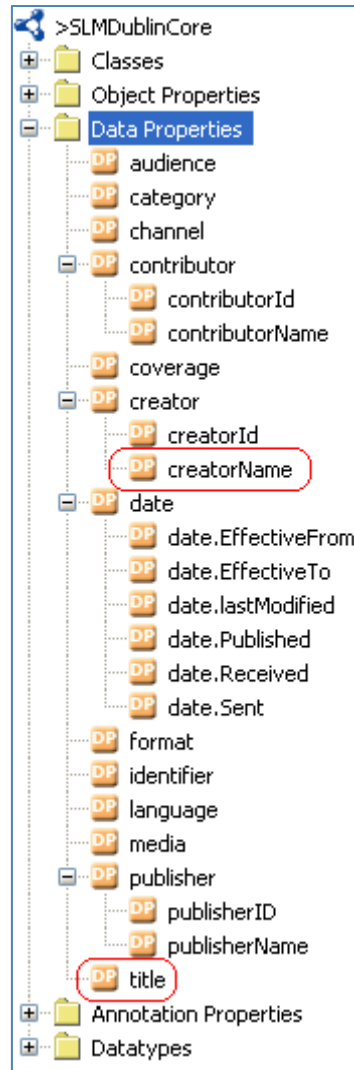 >SLMDublinCore
Classes
Object Properties
Data Properties
DP audience
DP category
DP channel
DP contributor
DP contributorId
DP contributorName
DP coverage
DP creator
DP creatorId
DP creatorName
DP date
DP date.EffectiveFrom
DP date.EffectiveTo
DP date.lastModified
DP date.Published
DP date.Received
DP date.Sent
DP format
DP identifier
DP language
DP media
DP publisher
DP publisherID
DP publisherName
DP title
Annotation Properties
Datatypes